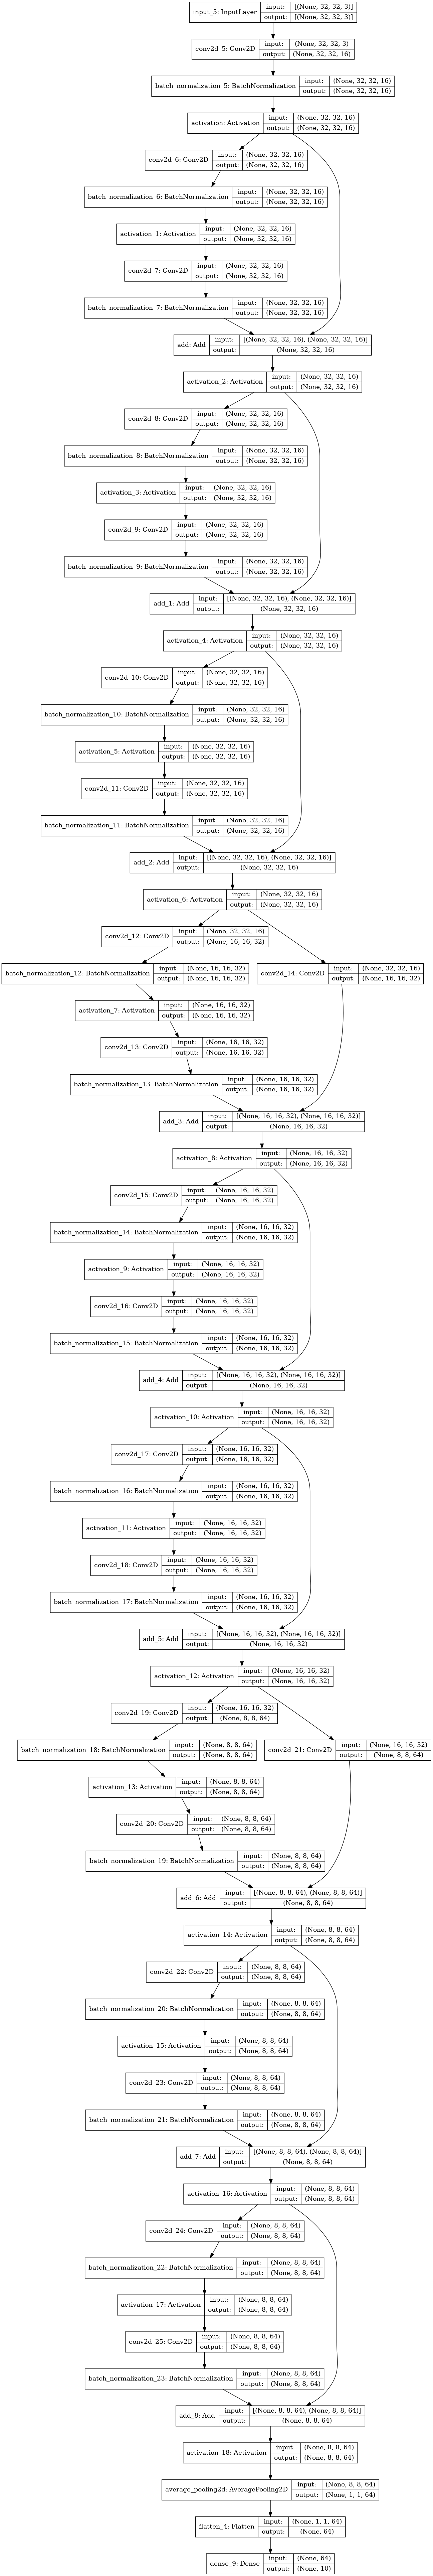 input_5: InputLayer input: [(None, 32, 32, 3)]
output: [(None, 32, 32, 3)]
conv2d_5: Conv2D input: (None, 32, 32, 3)
output: (None, 32, 32, 16)
batch_normalization_5: BatchNormalization input: (None, 32, 32, 16)
output: (None, 32, 32, 16)
activation: Activation input: (None, 32, 32, 16)
output: (None, 32, 32, 16)
conv2d_6: Conv2D input: (None, 32, 32, 16)
output: (None, 32, 32, 16)
batch_normalization_6: BatchNormalization input: (None, 32, 32, 16)
output: (None, 32, 32, 16)
activation_1: Activation input: (None, 32, 32, 16)
output: (None, 32, 32, 16)
conv2d_7: Conv2D input: (None, 32, 32, 16)
output: (None, 32, 32, 16)
batch_normalization_7: BatchNormalization input: (None, 32, 32, 16)
output: (None, 32, 32, 16)
add: Add input: [(None, 32, 32, 16), (None, 32, 32, 16)]
output: (None, 32, 32, 16)
activation_2: Activation input: (None, 32, 32, 16)
output: (None, 32, 32, 16)
conv2d_8: Conv2D input: (None, 32, 32, 16)
output: (None, 32, 32, 16)
batch_normalization_8: BatchNormalization input: (None, 32, 32, 16)
output: (None, 32, 32, 16)
activation_3: Activation input: (None, 32, 32, 16)
output: (None, 32, 32, 16)
conv2d_9: Conv2D input: (None, 32, 32, 16)
output: (None, 32, 32, 16)
batch_normalization_9: BatchNormalization input: (None, 32, 32, 16)
output: (None, 32, 32, 16)
add_1: Add input: [(None, 32, 32, 16), (None, 32, 32, 16)]
output: (None, 32, 32, 16)
activation_4: Activation input: (None, 32, 32, 16)
output: (None, 32, 32, 16)
conv2d_10: Conv2D input: (None, 32, 32, 16)
output: (None, 32, 32, 16)
batch_normalization_10: BatchNormalization input: (None, 32, 32, 16)
output: (None, 32, 32, 16)
activation_5: Activation input: (None, 32, 32, 16)
output: (None, 32, 32, 16)
conv2d_11: Conv2D input: (None, 32, 32, 16)
output: (None, 32, 32, 16)
batch_normalization_11: BatchNormalization input: (None, 32, 32, 16)
output: (None, 32, 32, 16)
add_2: Add input: [(None, 32, 32, 16), (None, 32, 32, 16)]
output: (None, 32, 32, 16)
activation_6: Activation input: (None, 32, 32, 16)
output: (None, 32, 32, 16)
conv2d_12: Conv2D input: (None, 32, 32, 16)
output: (None, 16, 16, 32)
batch_normalization_12: BatchNormalization input: (None, 16, 16, 32)
output: (None, 16, 16, 32)
conv2d_14: Conv2D input: (None, 32, 32, 16)
output: (None, 16, 16, 32)
activation_7: Activation input: (None, 16, 16, 32)
output: (None, 16, 16, 32)
conv2d_13: Conv2D input: (None, 16, 16, 32)
output: (None, 16, 16, 32)
batch_normalization_13: BatchNormalization input: (None, 16, 16, 32)
output: (None, 16, 16, 32)
add_3: Add input: [(None, 16, 16, 32), (None, 16, 16, 32)]
output: (None, 16, 16, 32)
activation_8: Activation input: (None, 16, 16, 32)
output: (None, 16, 16, 32)
conv2d_15: Conv2D input: (None, 16, 16, 32)
output: (None, 16, 16, 32)
batch_normalization_14: BatchNormalization input: (None, 16, 16, 32)
output: (None, 16, 16, 32)
activation_9: Activation input: (None, 16, 16, 32)
output: (None, 16, 16, 32)
conv2d_16: Conv2D input: (None, 16, 16, 32)
output: (None, 16, 16, 32)
batch_normalization_15: BatchNormalization input: (None, 16, 16, 32)
output: (None, 16, 16, 32)
add_4: Add input: [(None, 16, 16, 32), (None, 16, 16, 32)]
output: (None, 16, 16, 32)
activation_10: Activation input: (None, 16, 16, 32)
output: (None, 16, 16, 32)
conv2d_17: Conv2D input: (None, 16, 16, 32)
output: (None, 16, 16, 32)
batch_normalization_16: BatchNormalization input: (None, 16, 16, 32)
output: (None, 16, 16, 32)
activation_11: Activation input: (None, 16, 16, 32)
output: (None, 16, 16, 32)
conv2d_18: Conv2D input: (None, 16, 16, 32)
output: (None, 16, 16, 32)
batch_normalization_17: BatchNormalization input: (None, 16, 16, 32)
output: (None, 16, 16, 32)
add_5: Add input: [(None, 16, 16, 32), (None, 16, 16, 32)]
output: (None, 16, 16, 32)
activation_12: Activation input: (None, 16, 16, 32)
output: (None, 16, 16, 32)
conv2d_19: Conv2D input: (None, 16, 16, 32)
output: (None, 8, 8, 64)
batch_normalization_18: BatchNormalization input: (None, 8, 8, 64)
output: (None, 8, 8, 64)
conv2d_21: Conv2D input: (None, 16, 16, 32)
output: (None, 8, 8, 64)
activation_13: Activation input: (None, 8, 8, 64)
output: (None, 8, 8, 64)
conv2d_20: Conv2D input: (None, 8, 8, 64)
output: (None, 8, 8, 64)
batch_normalization_19: BatchNormalization input: (None, 8, 8, 64)
output: (None, 8, 8, 64)
add_6: Add input: [(None, 8, 8, 64), (None, 8, 8, 64)]
output: (None, 8, 8, 64)
activation_14: Activation input: (None, 8, 8, 64)
output: (None, 8, 8, 64)
conv2d_22: Conv2D input: (None, 8, 8, 64)
output: (None, 8, 8, 64)
batch_normalization_20: BatchNormalization input: (None, 8, 8, 64)
output: (None, 8, 8, 64)
activation_15: Activation input: (None, 8, 8, 64)
output: (None, 8, 8, 64)
conv2d_23: Conv2D input: (None, 8, 8, 64)
output: (None, 8, 8, 64)
batch_normalization_21: BatchNormalization input: (None, 8, 8, 64)
output: (None, 8, 8, 64)
add_7: Add input: [(None, 8, 8, 64), (None, 8, 8, 64)]
output: (None, 8, 8, 64)
activation_16: Activation input: (None, 8, 8, 64)
output: (None, 8, 8, 64)
conv2d_24: Conv2D input: (None, 8, 8, 64)
output: (None, 8, 8, 64)
batch_normalization_22: BatchNormalization input: (None, 8, 8, 64)
output: (None, 8, 8, 64)
activation_17: Activation input: (None, 8, 8, 64)
output: (None, 8, 8, 64)
conv2d_25: Conv2D input: (None, 8, 8, 64)
output: (None, 8, 8, 64)
batch_normalization_23: BatchNormalization input: (None, 8, 8, 64)
output: (None, 8, 8, 64)
add_8: Add input: [(None, 8, 8, 64), (None, 8, 8, 64)]
output: (None, 8, 8, 64)
activation_18: Activation input: (None, 8, 8, 64)
output: (None, 8, 8, 64)
average_pooling2d: AveragePooling2D input: (None, 8, 8, 64)
output: (None, 1, 1, 64)
flatten_4: Flatten input: (None, 1, 1, 64)
output: (None, 64)
dense_9: Dense input: (None, 64)
output: (None, 10)